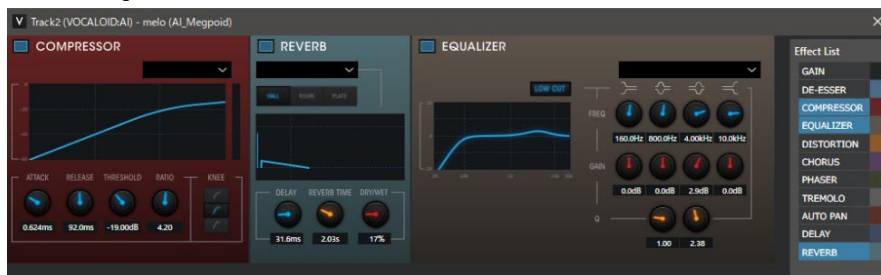 V Track2 (VOCALOID:AI) - melo (AI_Megpoid)
COMPRESSOR
ATTACK RELEASE THRESHOLD RATIO KNEE
0.624ms 92.0ms -19.00dB 4.20
REVERB
HALL ROOM PLATE
DELAY REVERB TIME DRY/WET
31.6ms 2.03s 17%
EQUALIZER
LOW CUT
FREQ
160.0Hz 800.0Hz 4.00kHz 10.0kHz
GAIN
0.0dB 0.0dB 2.9dB 0.0dB
Q
1.00 2.38
Effect List
GAIN
DE-ESSER
COMPRESSOR
EQUALIZER
DISTORTION
CHORUS
PHASER
TREMOLO
AUTO PAN
DELAY
REVERB